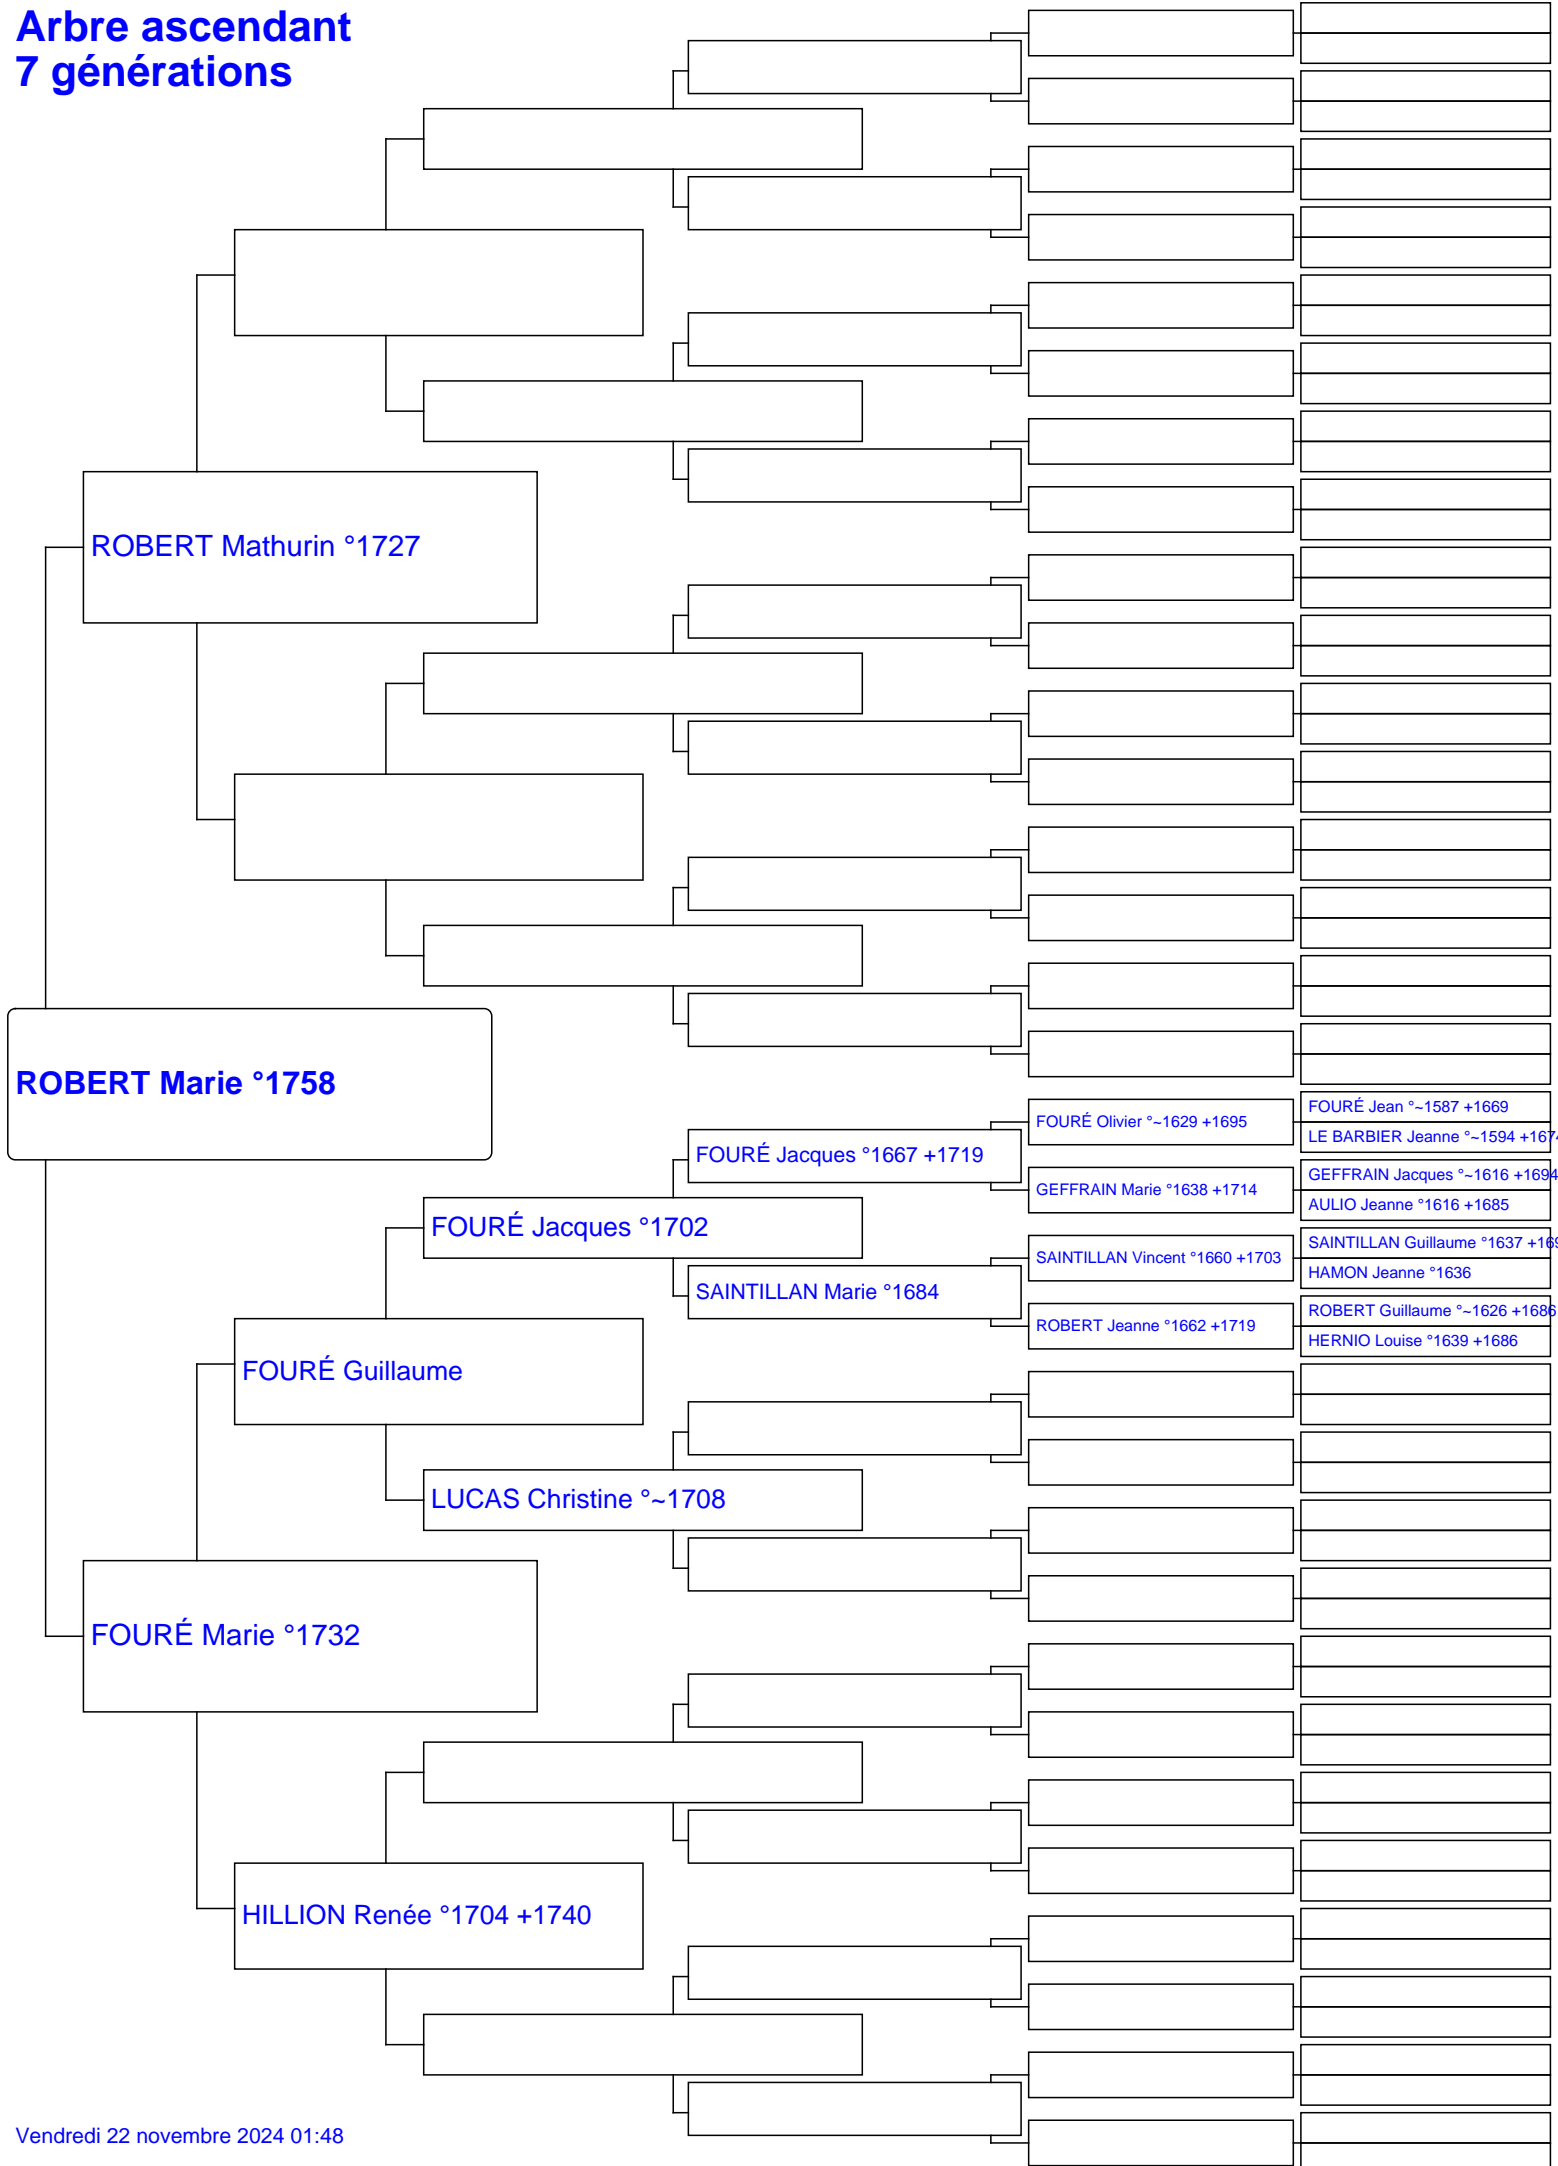 Arbre ascendant
7 générations
ROBERT Mathurin °1727
ROBERT Marie °1758
FOURÉ Jean °~1587 +1669
FOURÉ Olivier °~1629 +1695
LE BARBIER Jeanne °~1594 +1674
FOURÉ Jacques °1667 +1719
GEFFRAIN Jacques °~1616 +1694
GEFFRAIN Marie °1638 +1714
AULIO Jeanne °1616 +1685
FOURÉ Jacques °1702
SAINTILLAN Guillaume °1637 +169
SAINTILLAN Vincent °1660 +1703
HAMON Jeanne °1636
SAINTILLAN Marie °1684
ROBERT Guillaume °~1626 +1686
ROBERT Jeanne °1662 +1719
HERNIO Louise °1639 +1686
FOURÉ Guillaume
LUCAS Christine °~1708
FOURÉ Marie °1732
HILLION Renée °1704 +1740
Vendredi 22 novembre 2024 01:48